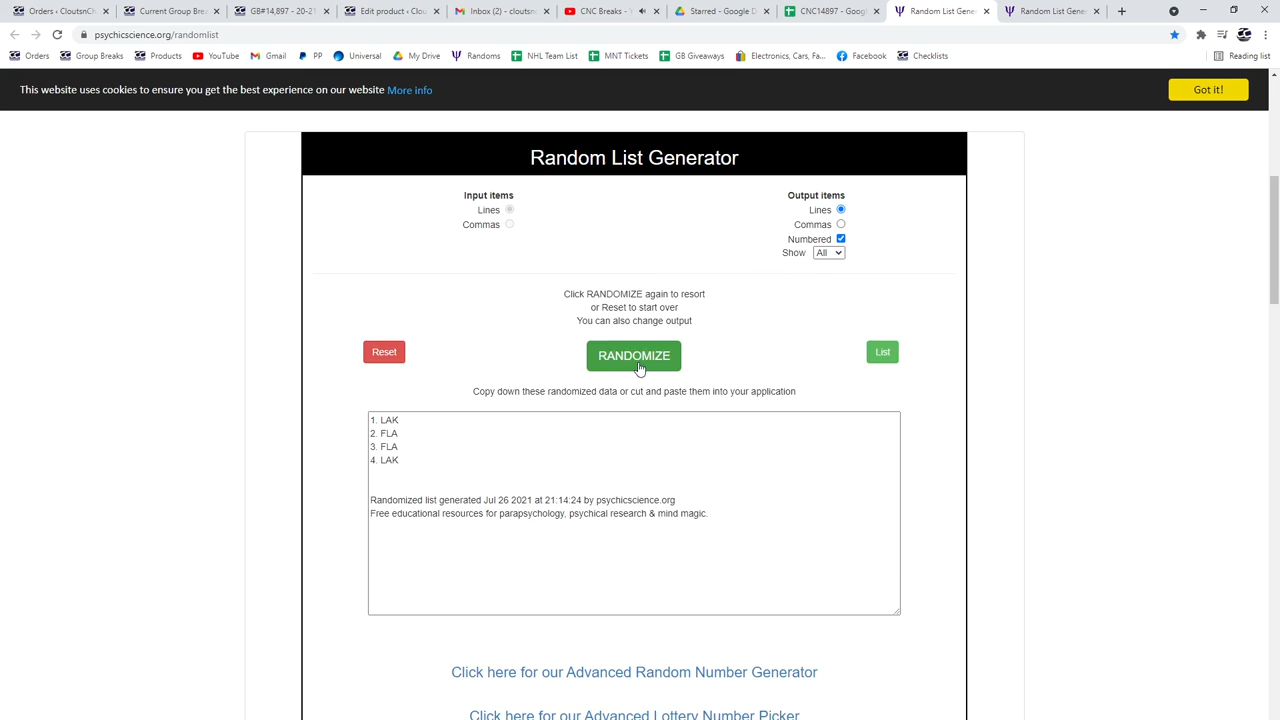 Orders ‹ CloutsnCh
Current Group Brea
GB#14,897 - 20-21
Edit product ‹ Clou
Inbox (2) - cloutsn
CNC Breaks -
Starred - Google D
CNC14897 - Googl
Random List Gener
Random List Gener
psychicscience.org/randomlist
Orders
Group Breaks
Products
YouTube
Gmail
PP
Universal
My Drive
Randoms
NHL Team List
MNT Tickets
GB Giveaways
Electronics, Cars, Fa...
Facebook
Checklists
Reading list
This website uses cookies to ensure you get the best experience on our website More info
Got it!
Random List Generator
Input items
Lines
Commas
Output items
Lines
Commas
Numbered
Show All
Click RANDOMIZE again to resort
or Reset to start over
You can also change output
Reset
RANDOMIZE
List
Copy down these randomized data or cut and paste them into your application
1. LAK
2. FLA
3. FLA
4. LAK
Randomized list generated Jul 26 2021 at 21:14:24 by psychicscience.org
Free educational resources for parapsychology, psychical research & mind magic.
Click here for our Advanced Random Number Generator
Click here for our Advanced Lottery Number Picker